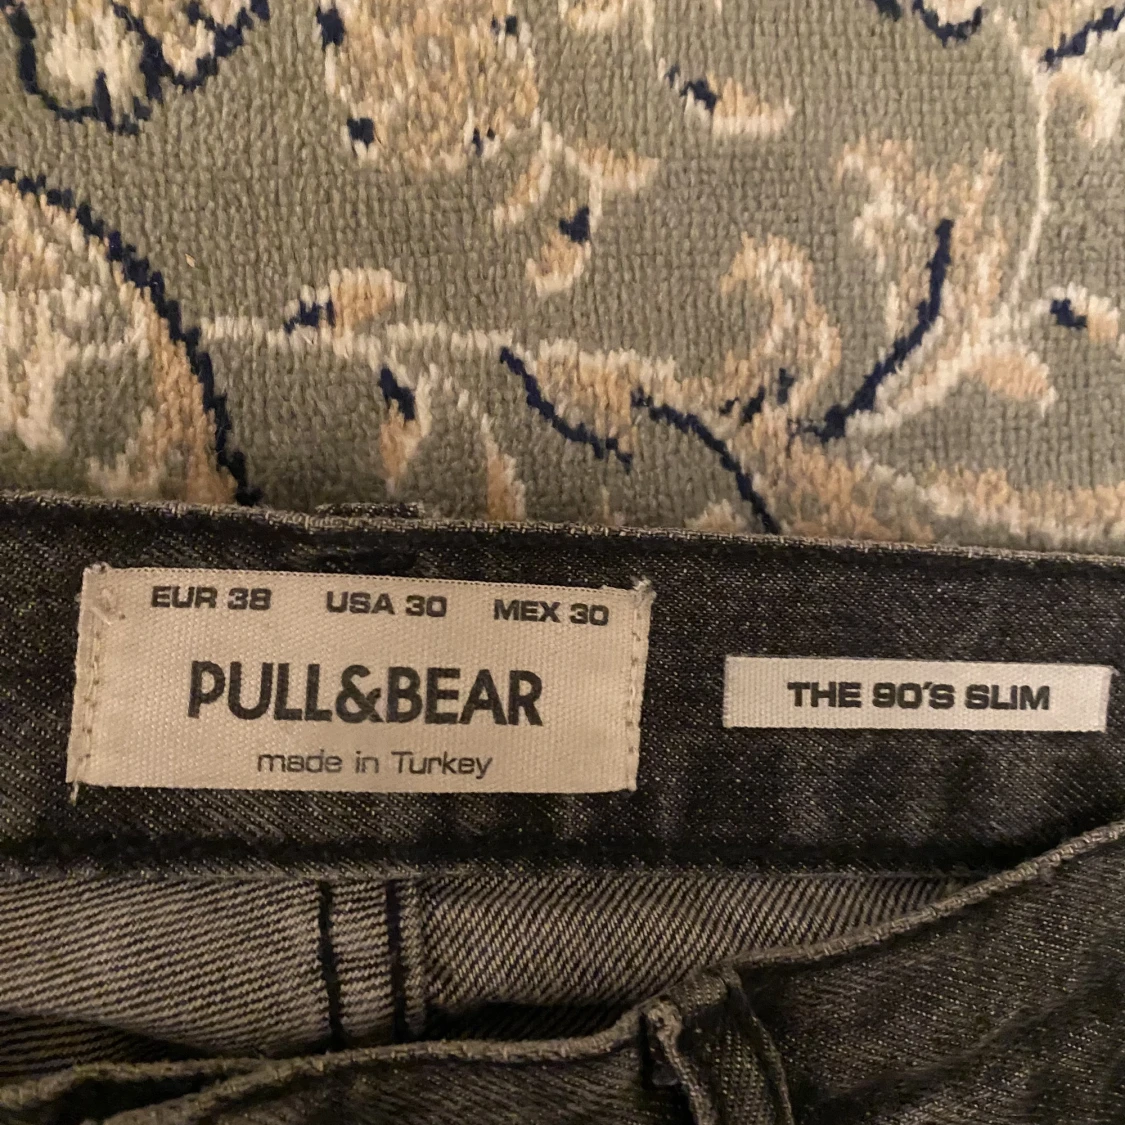 EUR 38 USA 30 MEX 30
PULL&BEAR
made in Turkey
THE 90'S SLIM